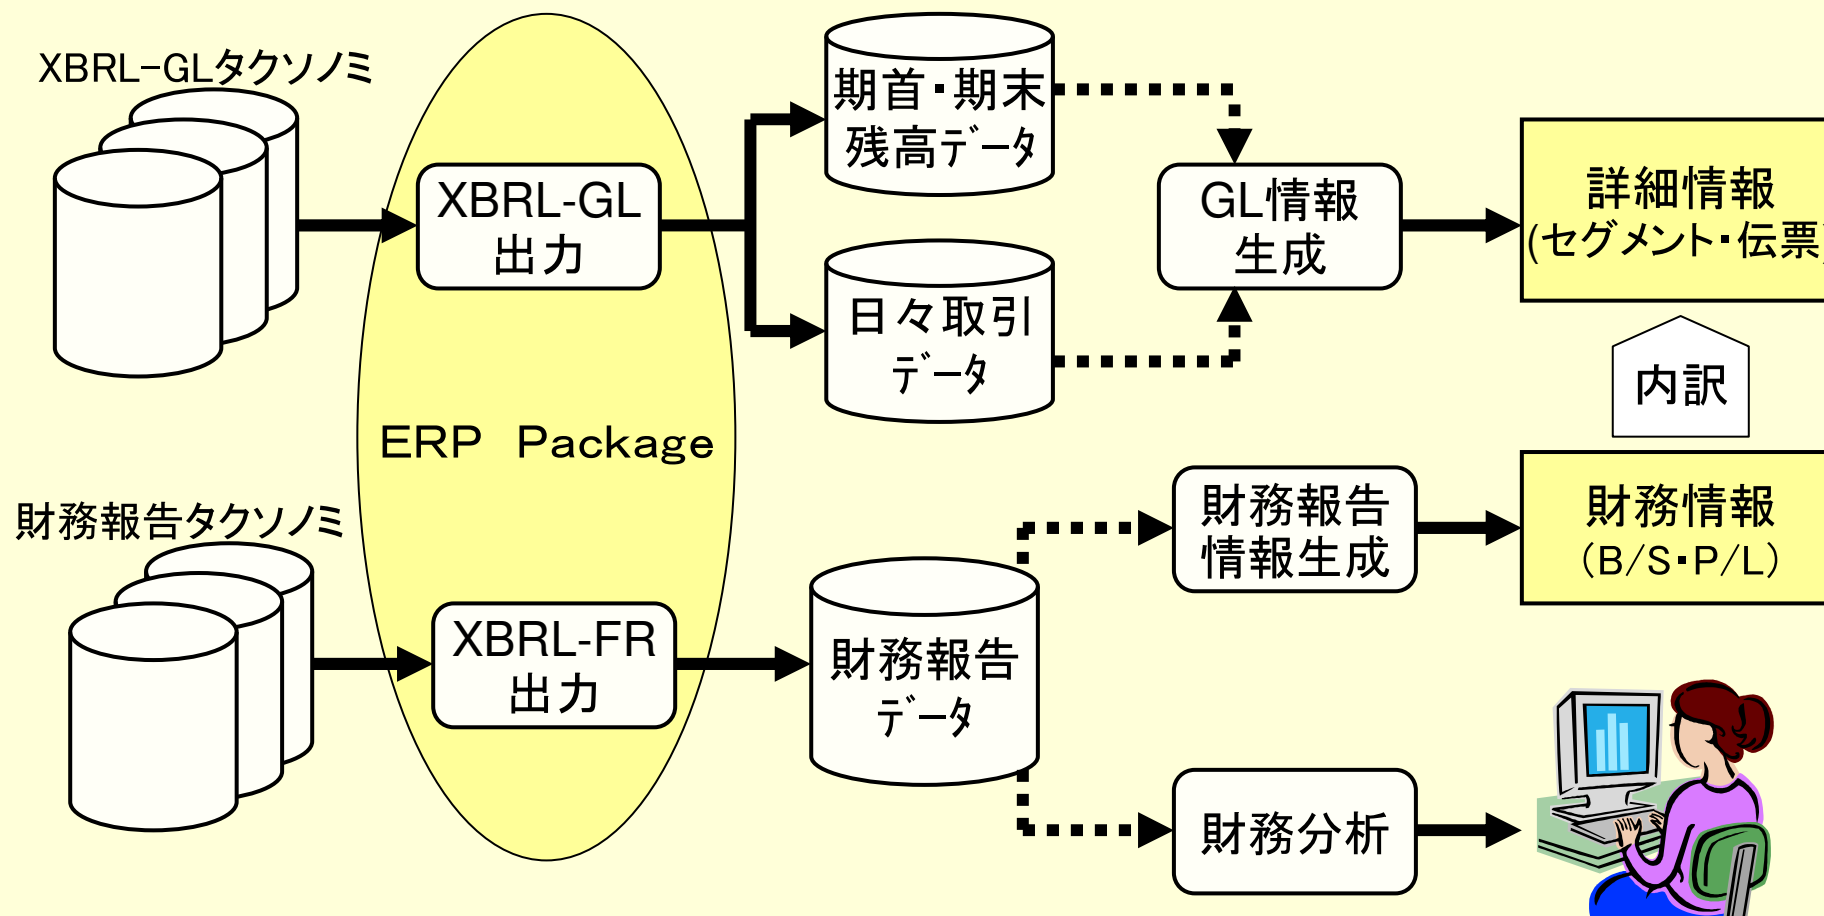 XBRL-GLタクソノミ
XBRL-GL
出力
期首・期末
残高データ
日々取引
データ
GL情報
生成
詳細情報
(セグメント・伝票)
内訳
ERP Package
財務報告タクソノミ
XBRL-FR
出力
財務報告
データ
財務報告
情報生成
財務情報
(B/S・P/L)
財務分析